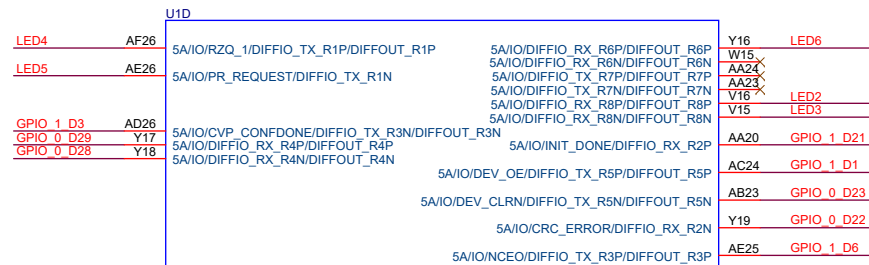 U1D
LED4 AF26 5A/IO/RZQ_1/DIFFIO_TX_R1P/DIFFOUT_R1P 5A/IO/DIFFIO_RX_R6P/DIFFOUT_R6P Y16 LED6
5A/IO/DIFFIO_RX_R6N/DIFFOUT_R6N W15
LED5 AE26 5A/IO/PR_REQUEST/DIFFIO_TX_R1N 5A/IO/DIFFIO_TX_R7P/DIFFOUT_R7P AA24
5A/IO/DIFFIO_TX_R7N/DIFFOUT_R7N AA23
5A/IO/DIFFIO_RX_R8P/DIFFOUT_R8P V16 LED2
5A/IO/DIFFIO_RX_R8N/DIFFOUT_R8N V15 LED3
GPIO_1_D3 AD26 5A/IO/CVP_CONFDONE/DIFFIO_TX_R3N/DIFFOUT_R3N
GPIO_0_D29 Y17 5A/IO/DIFFIO_RX_R4P/DIFFOUT_R4P 5A/IO/INIT_DONE/DIFFIO_RX_R2P AA20 GPIO_1_D21
GPIO_0_D28 Y18 5A/IO/DIFFIO_RX_R4N/DIFFOUT_R4N
5A/IO/DEV_OE/DIFFIO_TX_R5P/DIFFOUT_R5P AC24 GPIO_1_D1
5A/IO/DEV_CLRN/DIFFIO_TX_R5N/DIFFOUT_R5N AB23 GPIO_0_D23
5A/IO/CRC_ERROR/DIFFIO_RX_R2N Y19 GPIO_0_D22
5A/IO/NCEO/DIFFIO_TX_R3P/DIFFOUT_R3P AE25 GPIO_1_D6